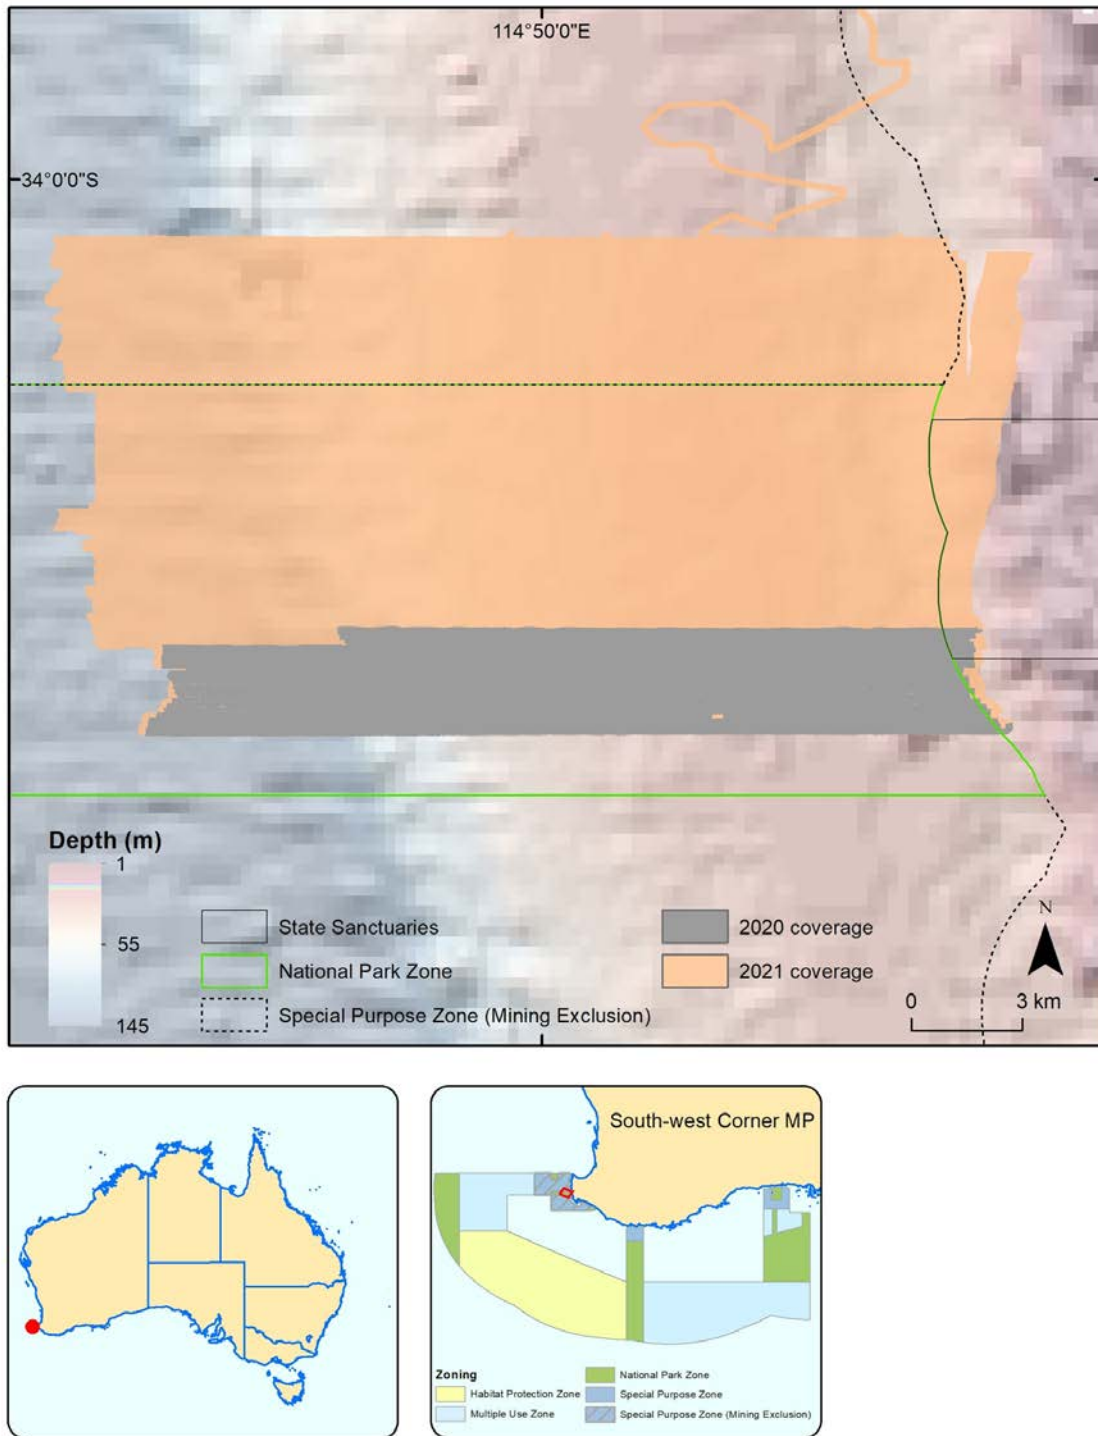 114°50'0"E
34°0'0"S
Depth (m)
1
55
145
State Sanctuaries
National Park Zone
Special Purpose Zone (Mining Exclusion)
2020 coverage
2021 coverage
N
0 3 km
South-west Corner MP
Zoning
Habitat Protection Zone
Multiple Use Zone
National Park Zone
Special Purpose Zone
Special Purpose Zone (Mining Exclusion)